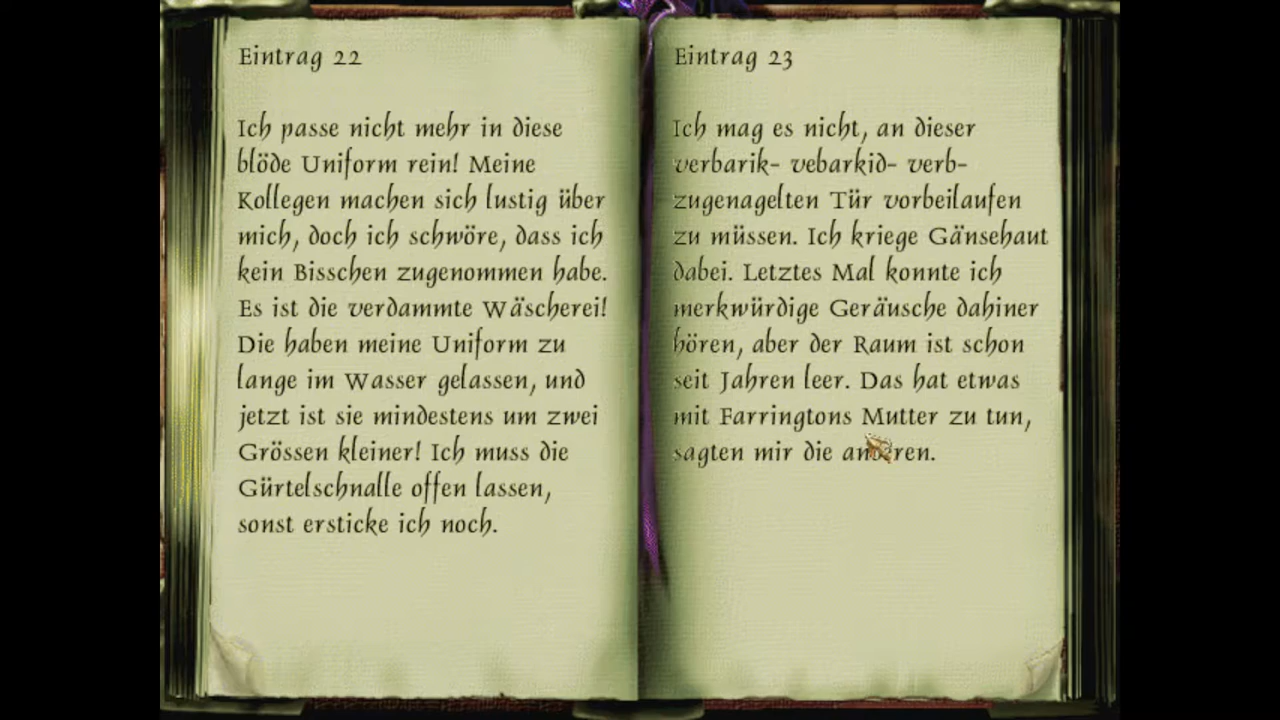 Eintrag 22
Ich passe nicht mehr in diese
blöde Uniform rein! Meine
Kollegen machen sich lustig über
mich, doch ich schwöre, dass ich
kein Bisschen zugenommen habe.
Es ist die verdammte Wäscherei!
Die haben meine Uniform zu
lange im Wasser gelassen, und
jetzt ist sie mindestens um zwei
Grössen kleiner! Ich muss die
Gürtelschnalle offen lassen,
sonst ersticke ich noch.
Eintrag 23
Ich mag es nicht, an dieser
verbarik- vebarkid- verb-
zugenagelten Tür vorbeilaufen
zu müssen. Ich kriege Gänsehaut
dabei. Letztes Mal konnte ich
merkwürdige Geräusche dahiner
hören, aber der Raum ist schon
seit Jahren leer. Das hat etwas
mit Farringtons Mutter zu tun,
sagten mir die anderen.